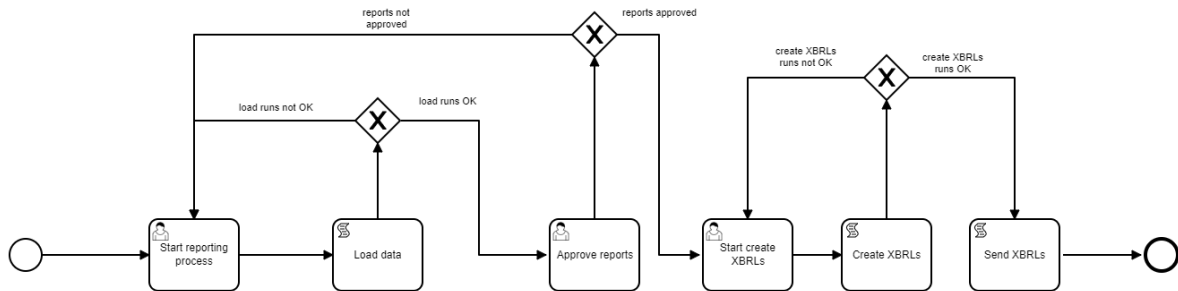 reports not
approved
reports approved
create XBRLs
runs not OK
create XBRLs
runs OK
load runs not OK
load runs OK
Start reporting
process
Load data
Approve reports
Start create
XBRLs
Create XBRLs
Send XBRLs